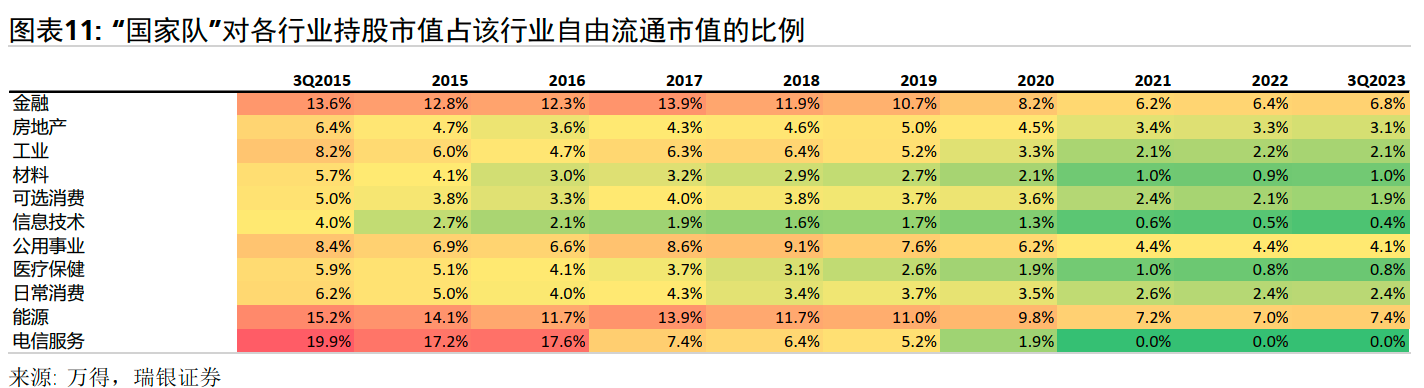 图表11: “国家队”对各行业持股市值占该行业自由流通市值的比例
3Q2015 2015 2016 2017 2018 2019 2020 2021 2022 3Q2023
金融 13.6% 12.8% 12.3% 13.9% 11.9% 10.7% 8.2% 6.2% 6.4% 6.8%
房地产 6.4% 4.7% 3.6% 4.3% 4.6% 5.0% 4.5% 3.4% 3.3% 3.1%
工业 8.2% 6.0% 4.7% 6.3% 6.4% 5.2% 3.3% 2.1% 2.2% 2.1%
材料 5.7% 4.1% 3.0% 3.2% 2.9% 2.7% 2.1% 1.0% 0.9% 1.0%
可选消费 5.0% 3.8% 3.3% 4.0% 3.8% 3.7% 3.6% 2.4% 2.1% 1.9%
信息技术 4.0% 2.7% 2.1% 1.9% 1.6% 1.7% 1.3% 0.6% 0.5% 0.4%
公用事业 8.4% 6.9% 6.6% 8.6% 9.1% 7.6% 6.2% 4.4% 4.4% 4.1%
医疗保健 5.9% 5.1% 4.1% 3.7% 3.1% 2.6% 1.9% 1.0% 0.8% 0.8%
日常消费 6.2% 5.0% 4.0% 4.3% 3.4% 3.7% 3.5% 2.6% 2.4% 2.4%
能源 15.2% 14.1% 11.7% 13.9% 11.7% 11.0% 9.8% 7.2% 7.0% 7.4%
电信服务 19.9% 17.2% 17.6% 7.4% 6.4% 5.2% 1.9% 0.0% 0.0% 0.0%
来源: 万得，瑞银证券